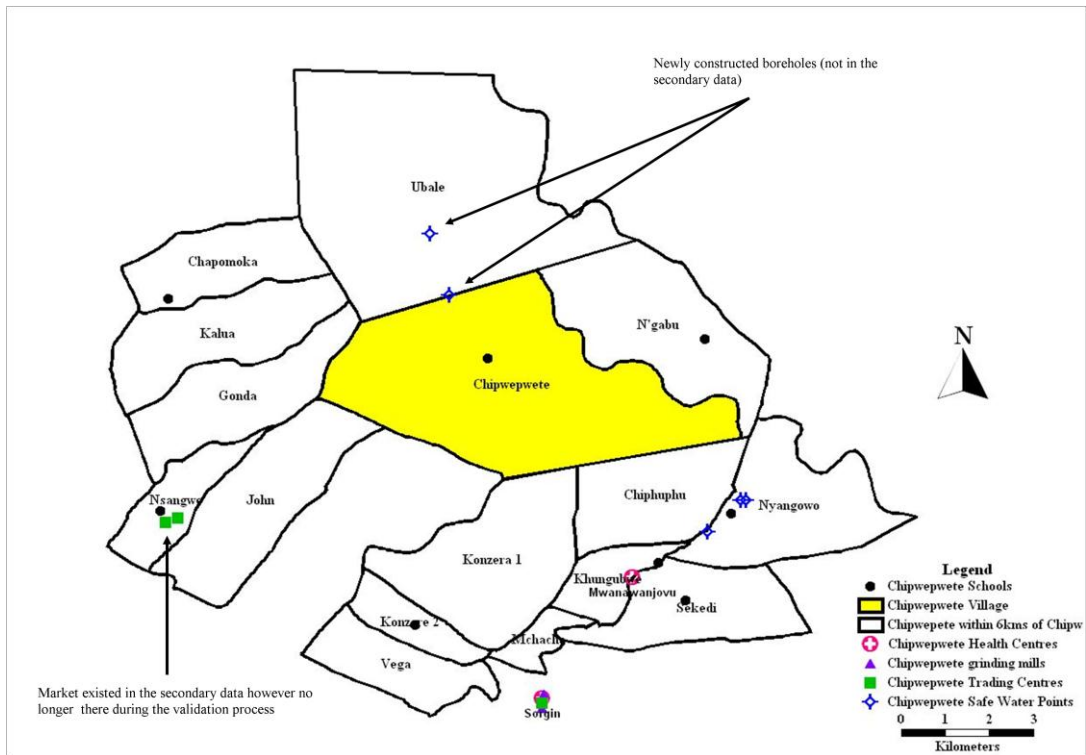 Newly constructed boreholes (not in the
secondary data)
Ubale
Chapomoka
N'gabu
Kalua
N
Chipwepwete
Gonda
Nsangwe
John
Chiphuphu
Nyangowo
Konzera 1
Khungubwe
Mwanawanjovu
Sekedi
Konzere 2
Mchache
Vega
Sorgin
Market existed in the secondary data however no
longer there during the validation process
Legend
Chipwepwete Schools
Chipwepwete Village
Chipwepete within 6kms of Chipw
Chipwepwete Health Centres
Chipwepwete grinding mills
Chipwepwete Trading Centres
Chipwepwete Safe Water Points
0 1 2 3
Kilometers